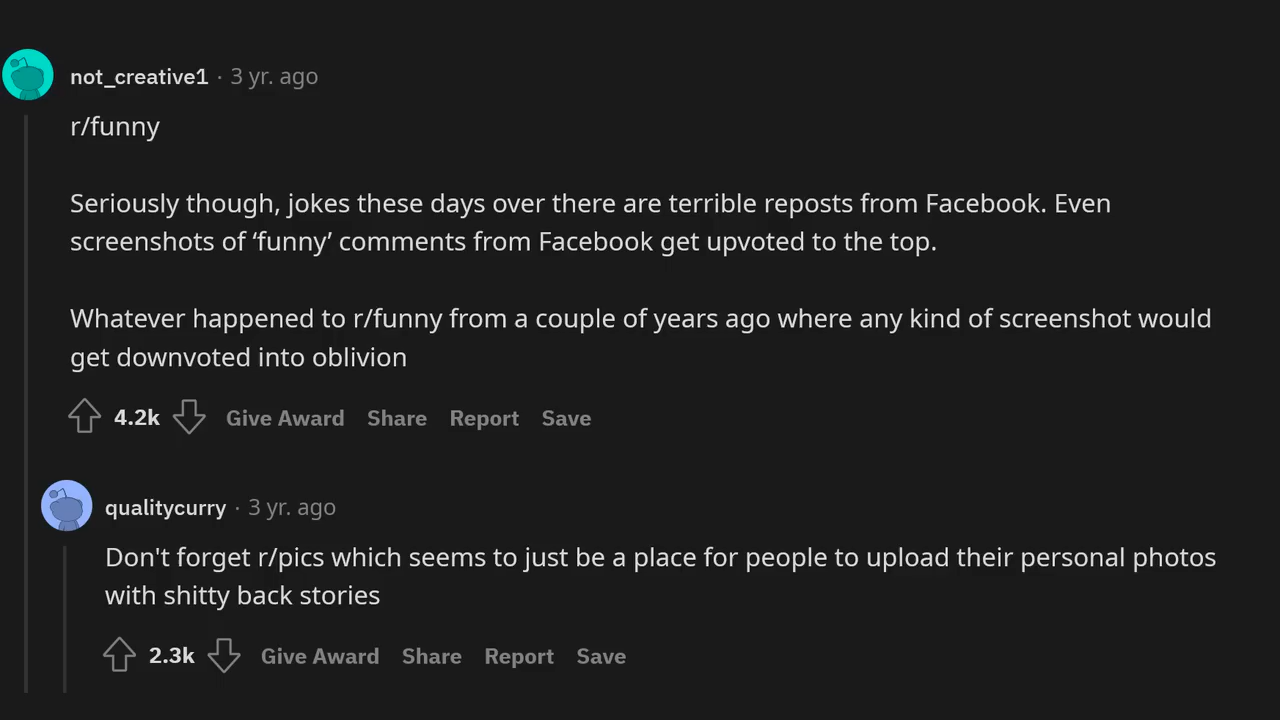 not_creative1 · 3 yr. ago
r/funny
Seriously though, jokes these days over there are terrible reposts from Facebook. Even
screenshots of ‘funny’ comments from Facebook get upvoted to the top.
Whatever happened to r/funny from a couple of years ago where any kind of screenshot would
get downvoted into oblivion
4.2k Give Award Share Report Save
qualitycurry · 3 yr. ago
Don't forget r/pics which seems to just be a place for people to upload their personal photos
with shitty back stories
2.3k Give Award Share Report Save